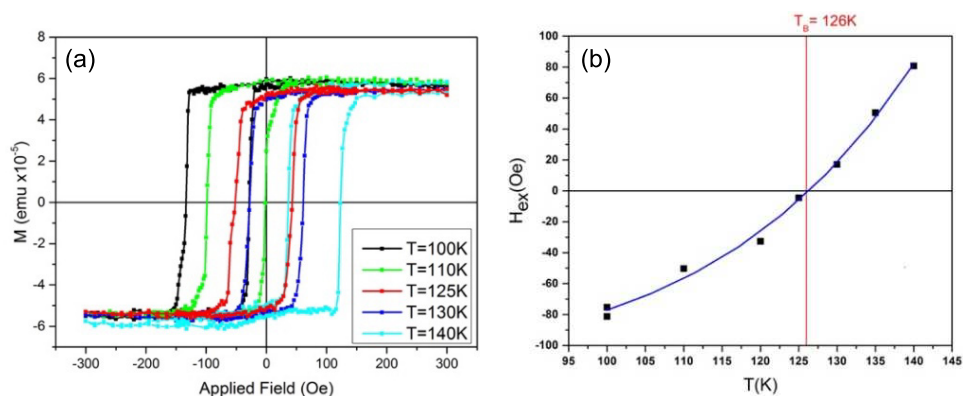 (a)
8
6
4
2
0
-2
-4
-6
M (emu x10⁻⁵)
-300 -200 -100 0 100 200 300
Applied Field (Oe)
T=100K
T=110K
T=125K
T=130K
T=140K
(b)
T_B = 126K
100
80
60
40
20
0
-20
-40
-60
-80
-100
H_ex(Oe)
95 100 105 110 115 120 125 130 135 140 145
T(K)